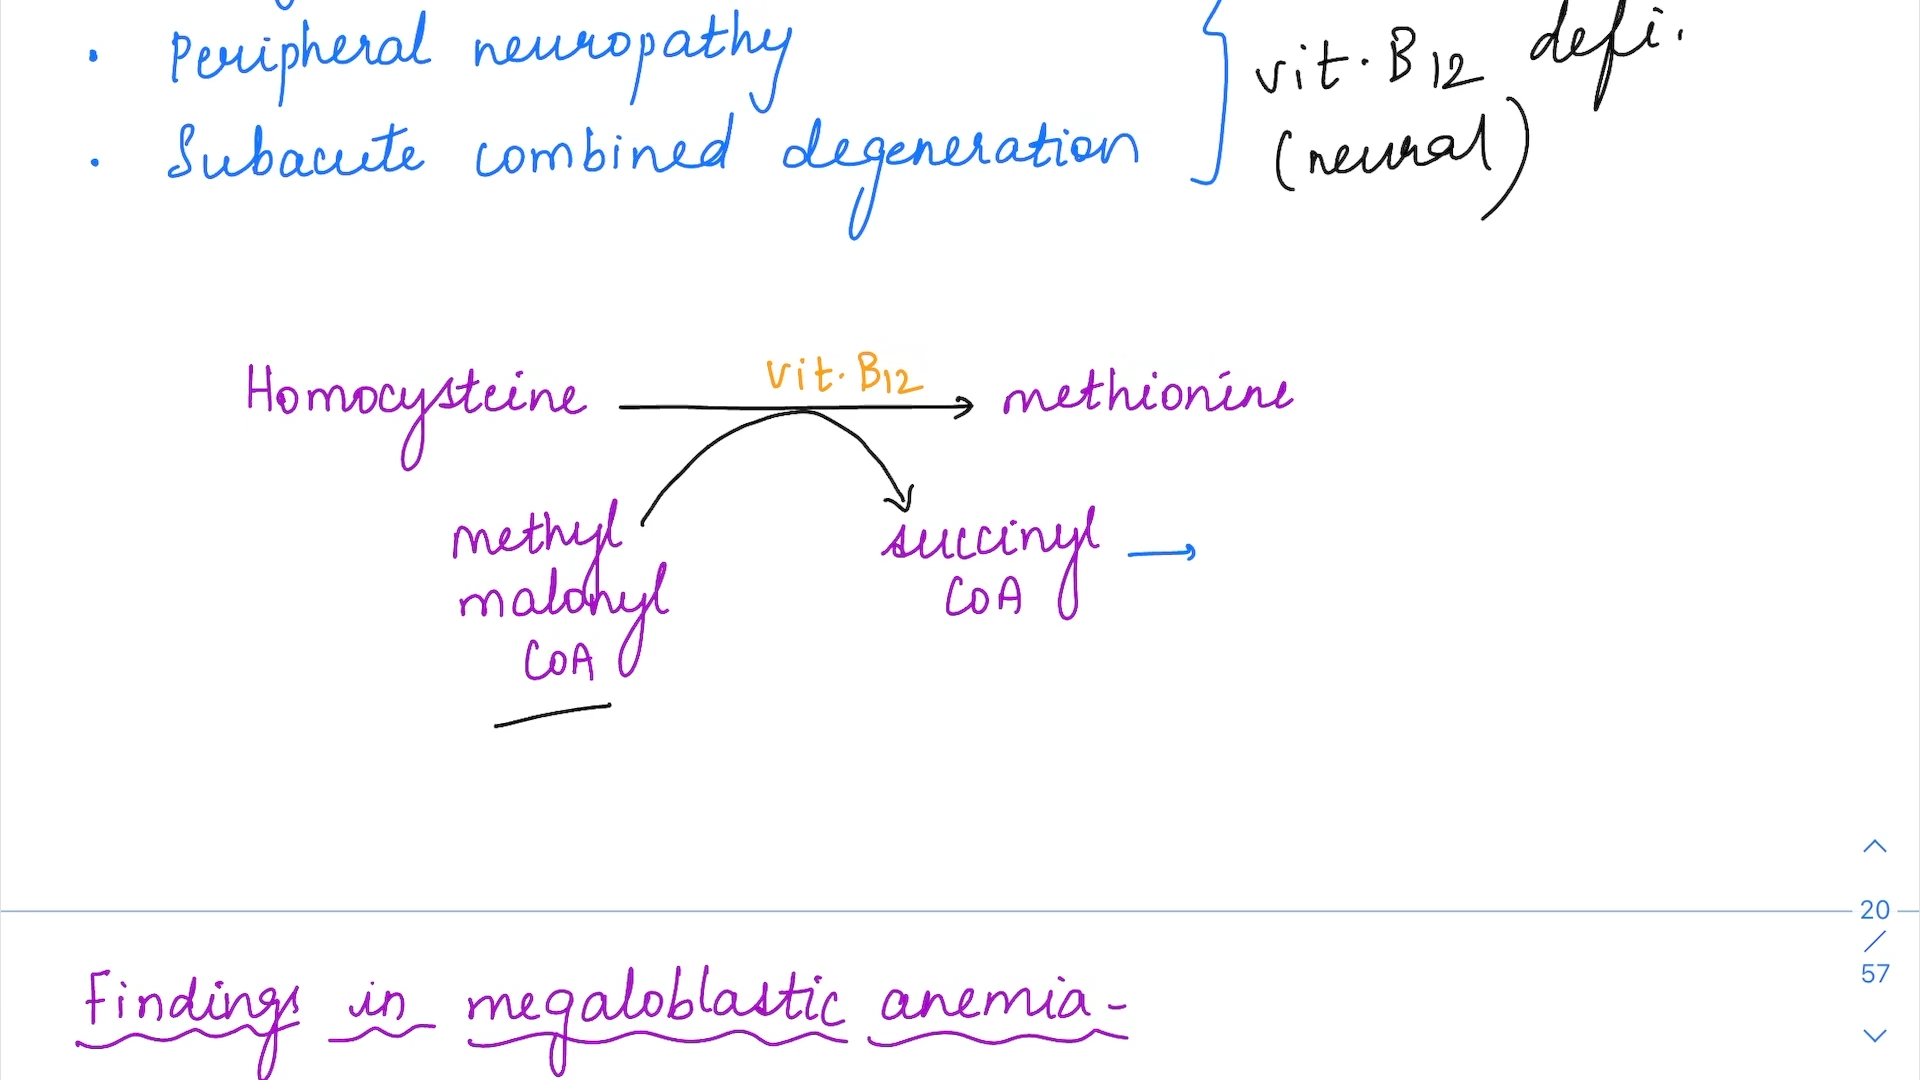 • Peripheral neuropathy
• Subacute combined degeneration
vit. B12 defi.
(neural)
vit. B12
Homocysteine → methionine
methyl
malonyl
CoA
succinyl →
CoA
20
/
57
Findings in megaloblastic anemia-